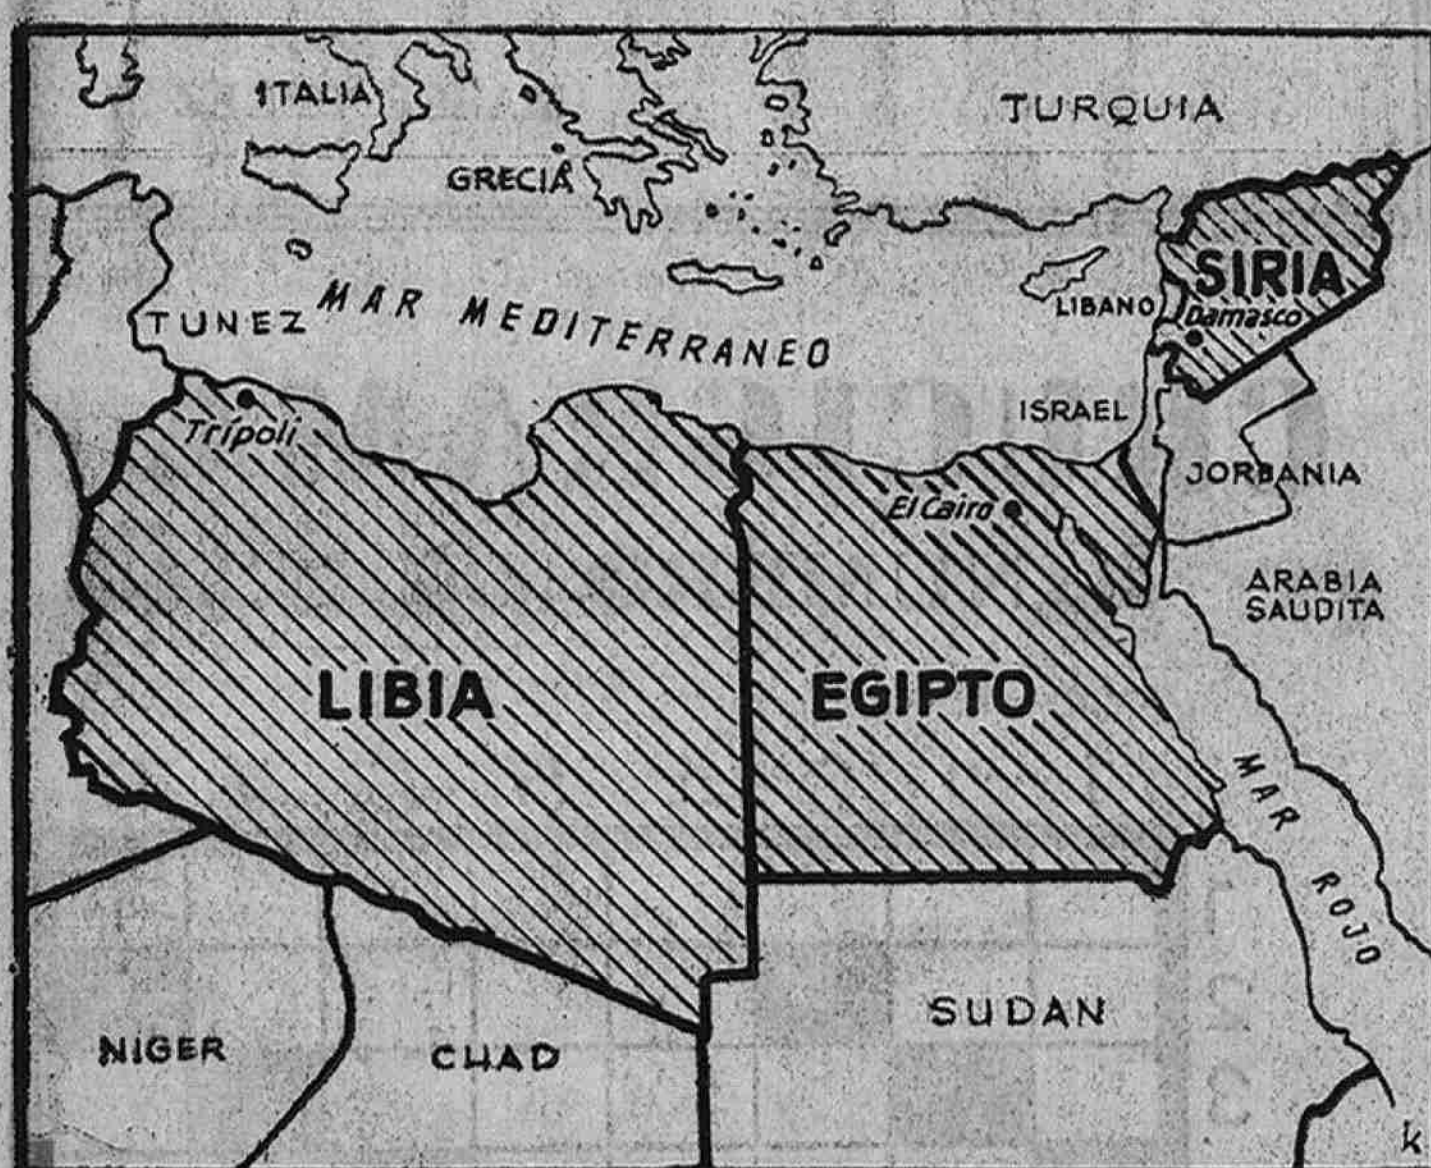 ITALIA
TURQUIA
GRECIA
SIRIA
MAR MEDITERRANEO
TUNEZ
LIBANO
Damasco
ISRAEL
Trípoli
JORDANIA
El Cairo
ARABIA
SAUDITA
LIBIA
EGIPTO
MAR ROJO
SUDAN
NIGER
CHAD
k